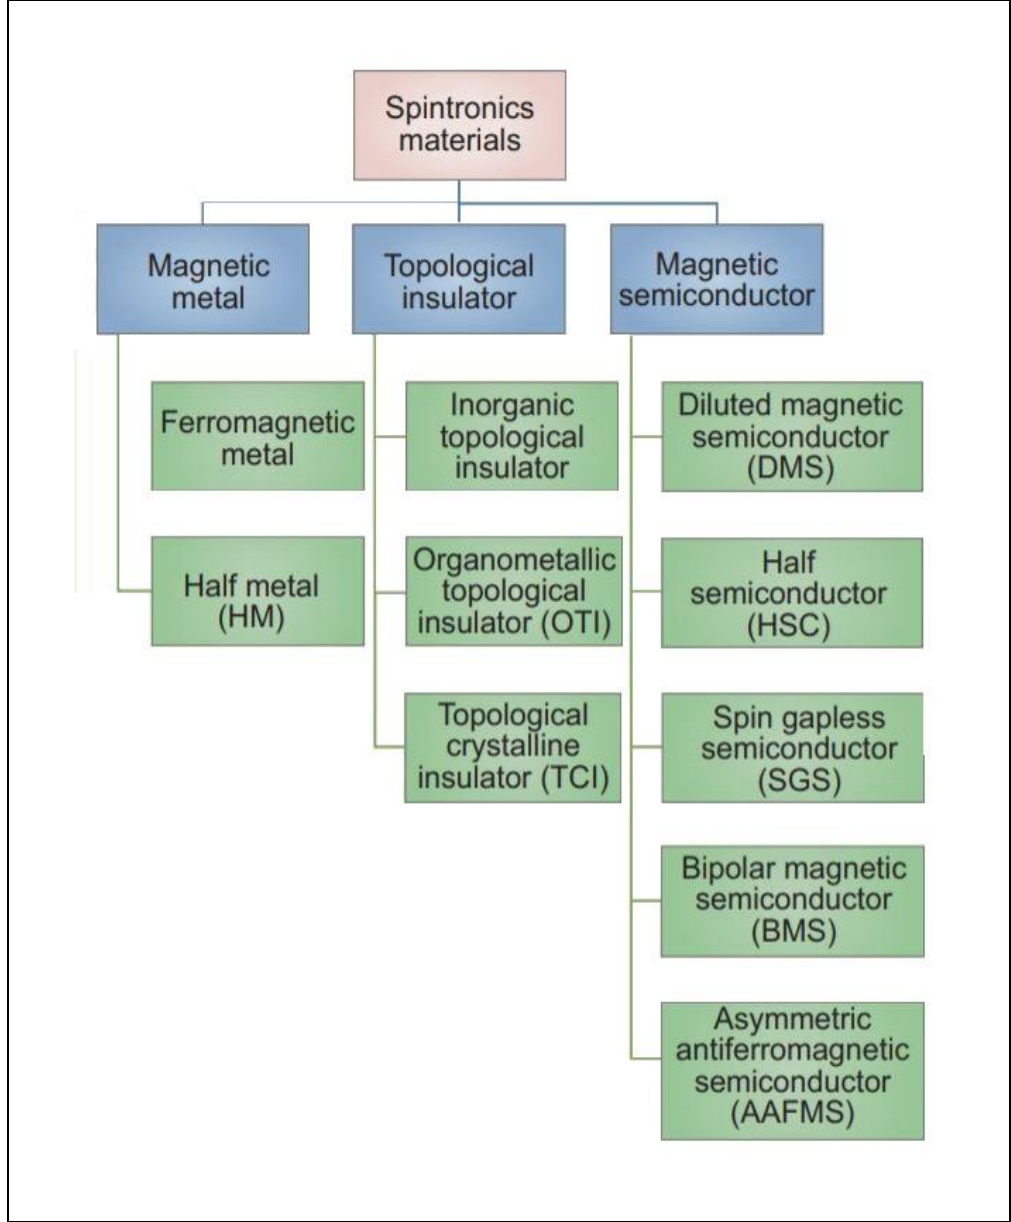 Spintronics
materials
Magnetic
metal
Topological
insulator
Magnetic
semiconductor
Ferromagnetic
metal
Half metal
(HM)
Inorganic
topological
insulator
Organometallic
topological
insulator (OTI)
Topological
crystalline
insulator (TCI)
Diluted magnetic
semiconductor
(DMS)
Half
semiconductor
(HSC)
Spin gapless
semiconductor
(SGS)
Bipolar magnetic
semiconductor
(BMS)
Asymmetric
antiferromagnetic
semiconductor
(AAFMS)